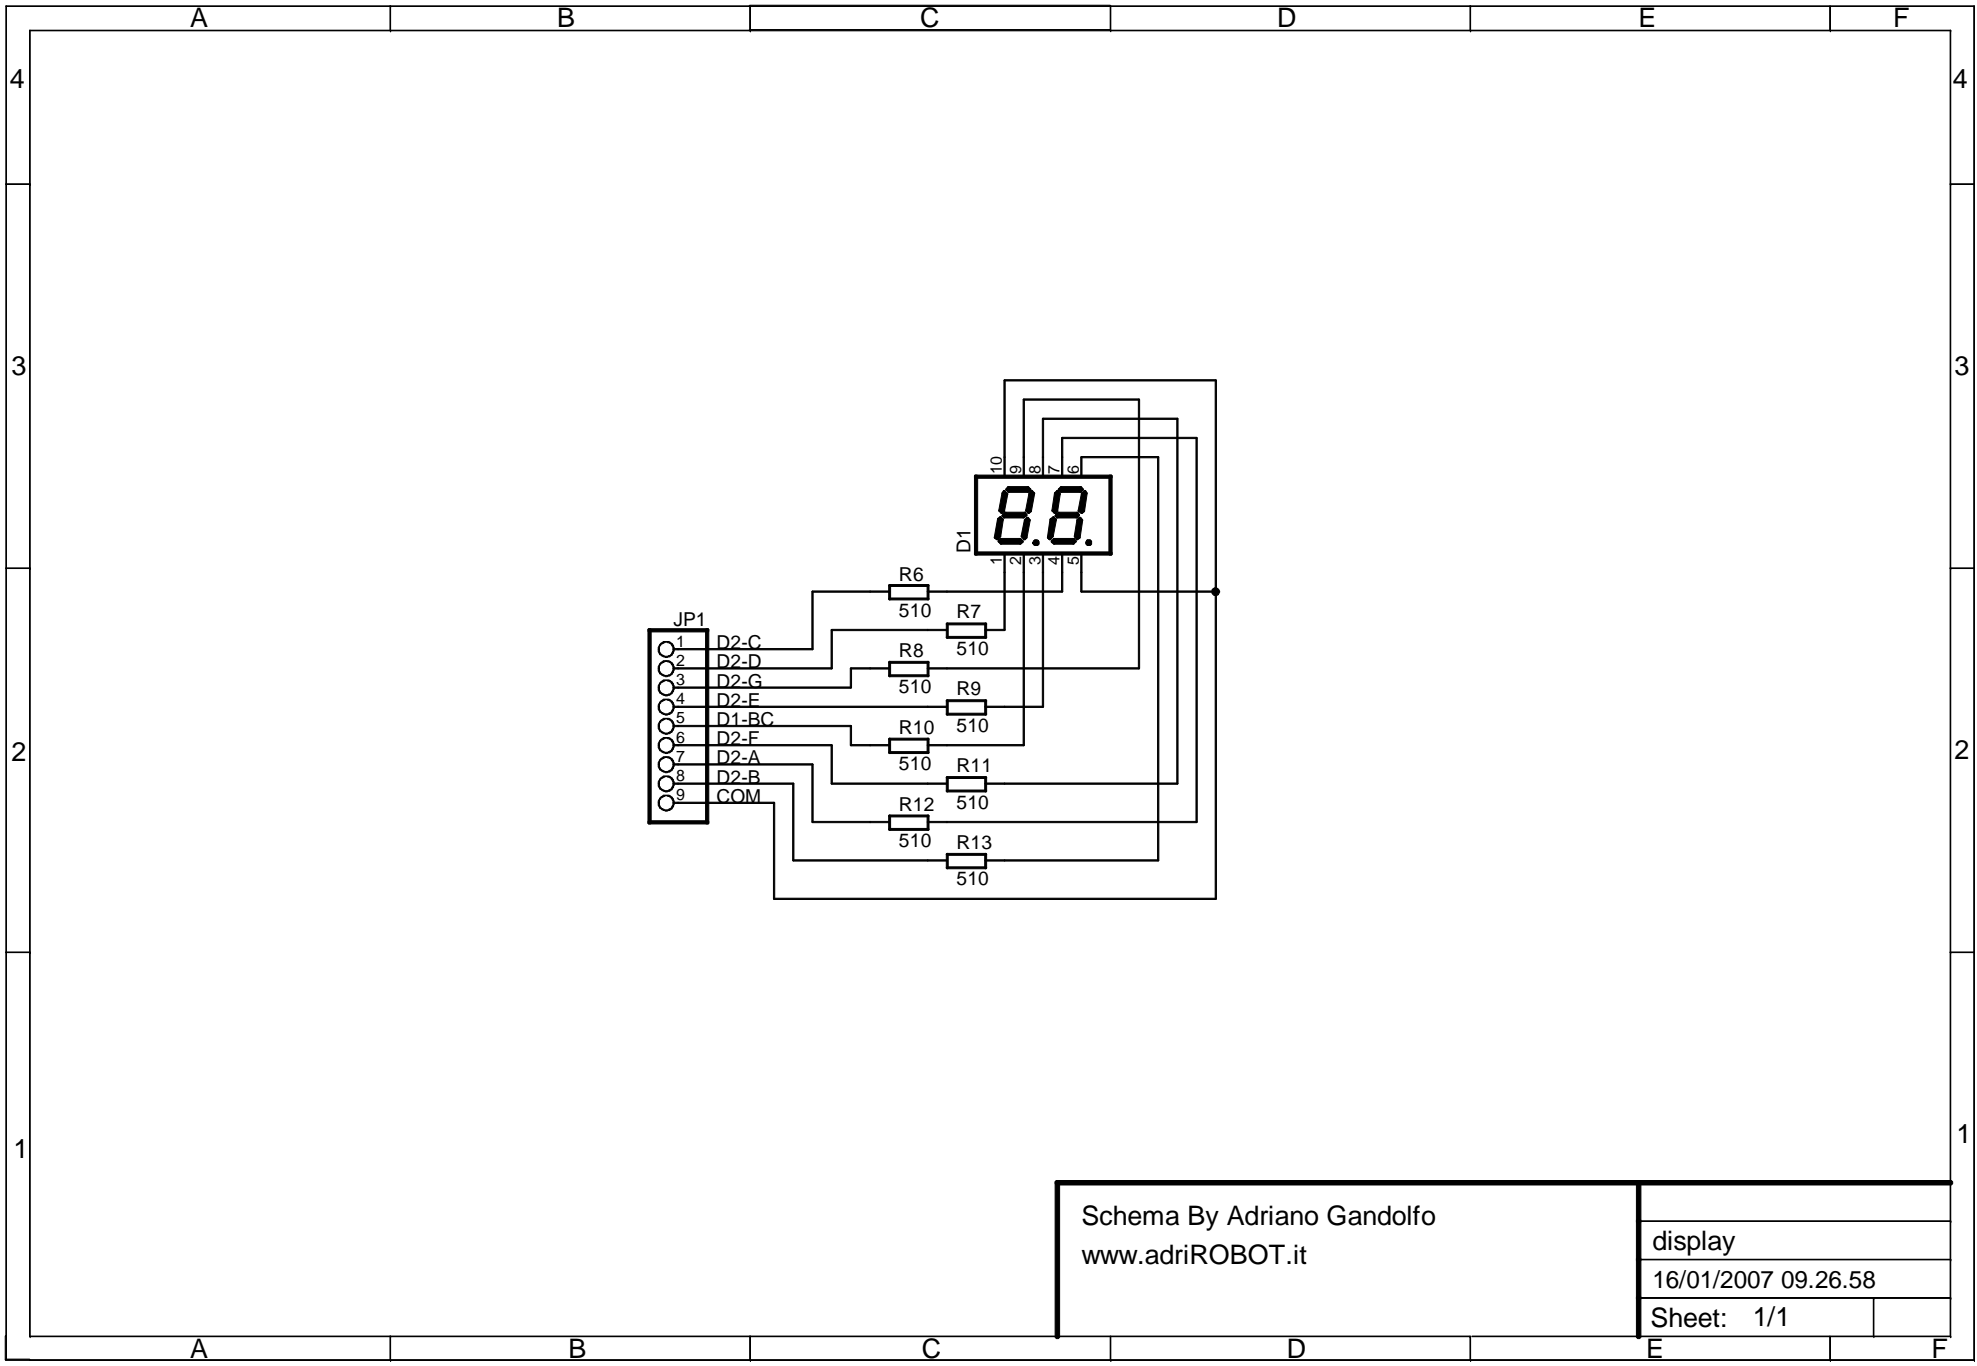 A B C D E F
4 4
3 3
10 9 8 7 6
D1
1 2 3 4 5
R6
510
R7
510
JP1
1 D2-C
2 D2-D
3 D2-G
4 D2-E
5 D1-BC
6 D2-F
7 D2-A
8 D2-B
9 COM
R8
510
R9
510
R10
510
R11
510
R12
510
R13
510
2 2
1 1
Schema By Adriano Gandolfo
www.adriROBOT.it
display
16/01/2007 09.26.58
Sheet: 1/1
A B C D E F